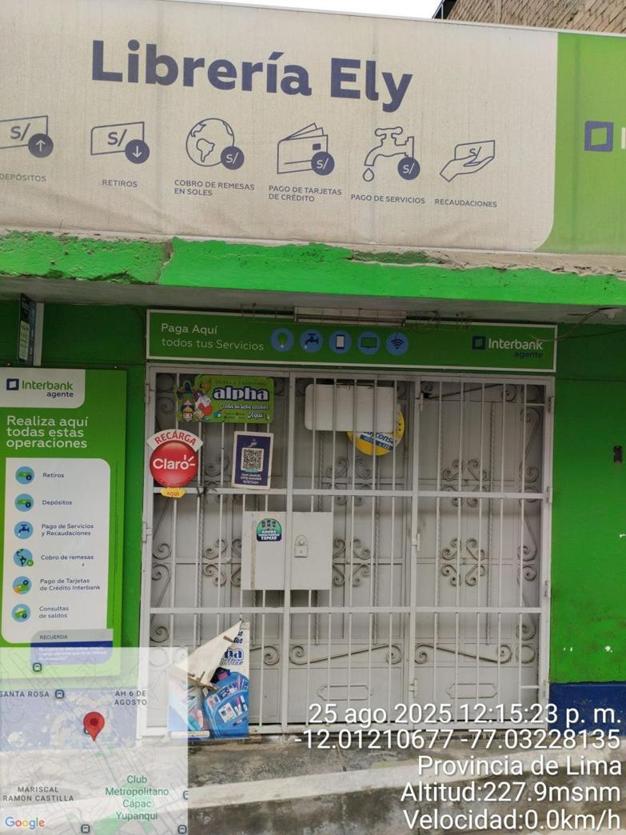 Librería Ely
S/
DEPÓSITOS
S/
RETIROS
S/
COBRO DE REMESAS
EN SOLES
S/
PAGO DE TARJETAS
DE CRÉDITO
S/
PAGO DE SERVICIOS
S/
RECAUDACIONES
Paga Aquí
todos tus Servicios
Interbank
agente
Interbank
agente
Realiza aquí
todas estas
operaciones
Retiros
Depósitos
Pago de Servicios
y Recaudaciones
Cobro de remesas
Pago de Tarjetas
de Crédito Interbank
Consultas
de saldos
RECUERDA
alpha
RECARGA
Claro
AQUÍ
SANTA ROSA
AH 6 DE
AGOSTO
MARISCAL
RAMON CASTILLA
Club
Metropolitano
Cápac
Yupanqui
Google
25 ago 2025 12:15:23 p. m.
-12.01210677 -77.03228135
Provincia de Lima
Altitud:227.9msnm
Velocidad:0.0km/h